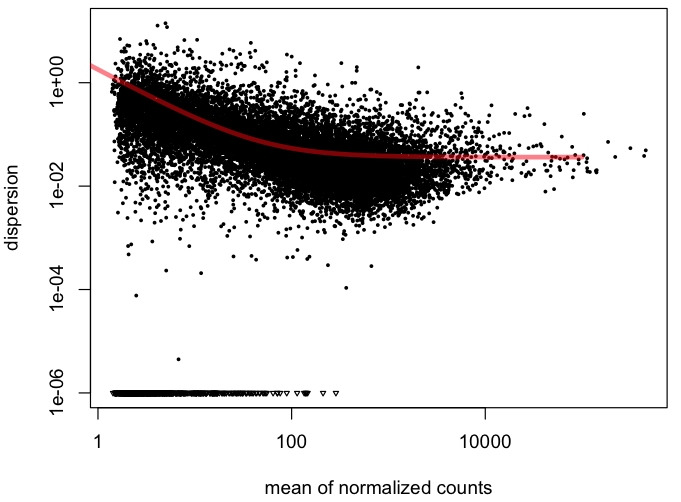 dispersion
1e+00
1e-02
1e-04
1e-06
1
100
10000
mean of normalized counts